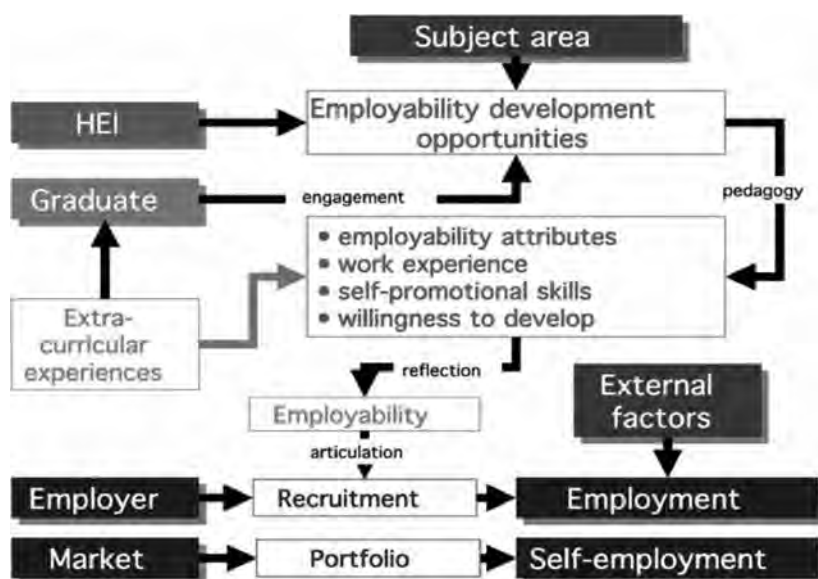 Subject area
HEI
Employability development
opportunities
Graduate
engagement
pedagogy
• employability attributes
• work experience
• self-promotional skills
• willingness to develop
Extra-
curricular
experiences
reflection
External
factors
Employability
articulation
Employer
Recruitment
Employment
Market
Portfolio
Self-employment